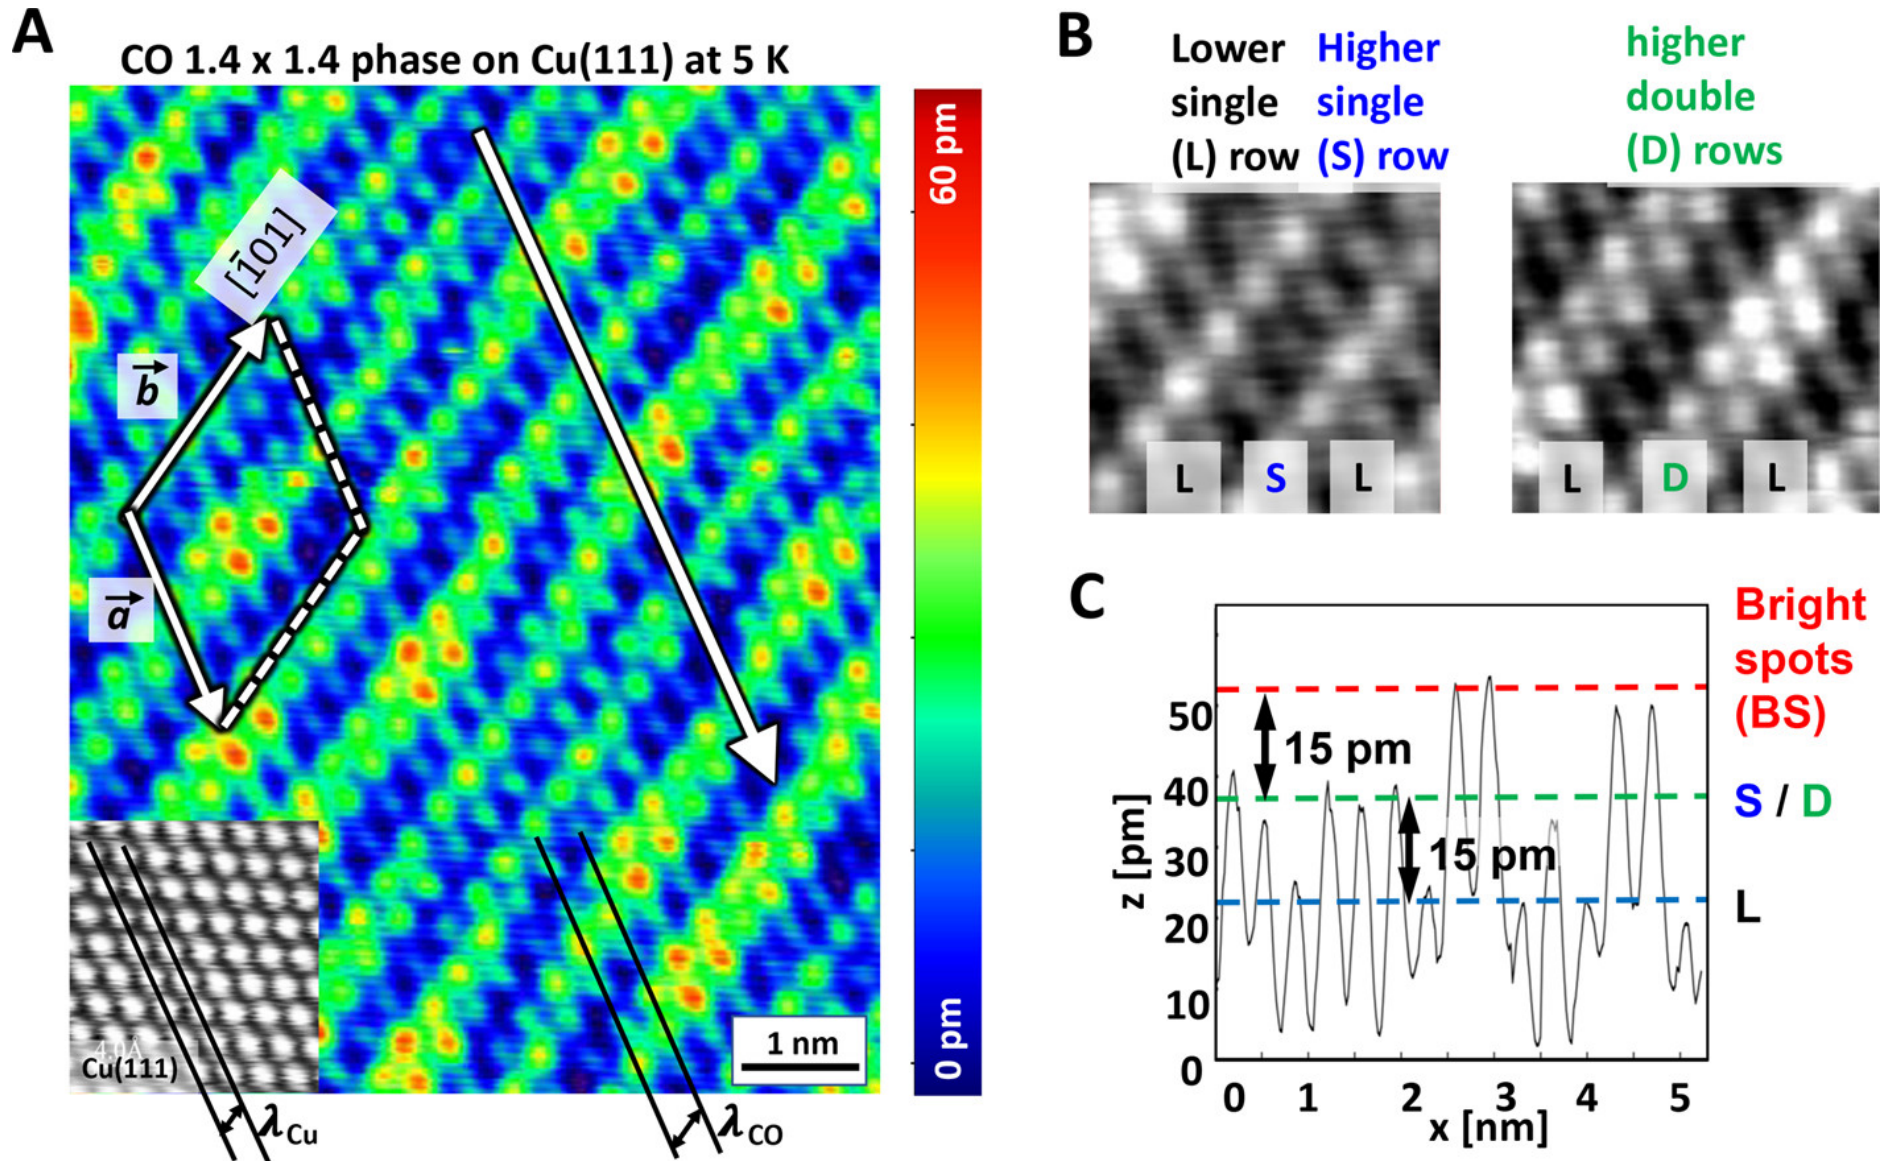 A
CO 1.4 x 1.4 phase on Cu(111) at 5 K
[1̄01]
b⃗
a⃗
4.0Å
Cu(111)
λCu
λCO
1 nm
60 pm
0 pm
B
Lower
single
(L) row
Higher
single
(S) row
higher
double
(D) rows
L
S
L
L
D
L
C
z [pm]
50
40
30
20
10
0
0 1 2 3 4 5
x [nm]
15 pm
15 pm
Bright
spots
(BS)
S / D
L